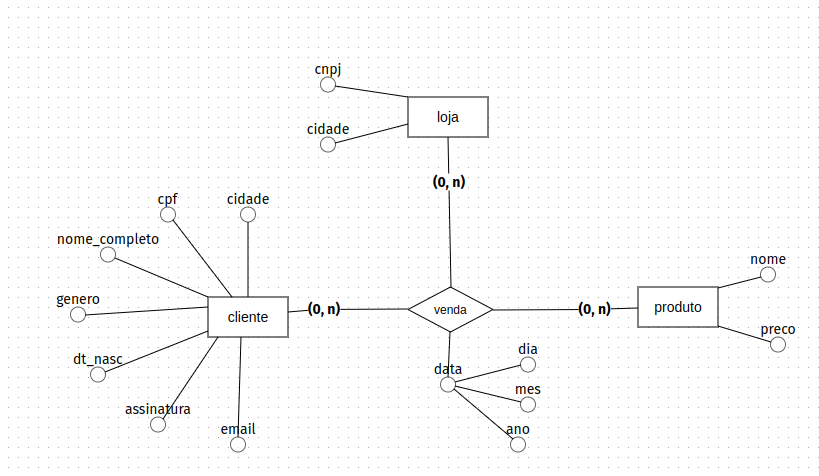 cnpj
loja
cidade
(0, n)
cpf
cidade
nome_completo
nome
genero
(0, n)
venda
(0, n)
produto
cliente
preco
dt_nasc
data
dia
mes
assinatura
email
ano